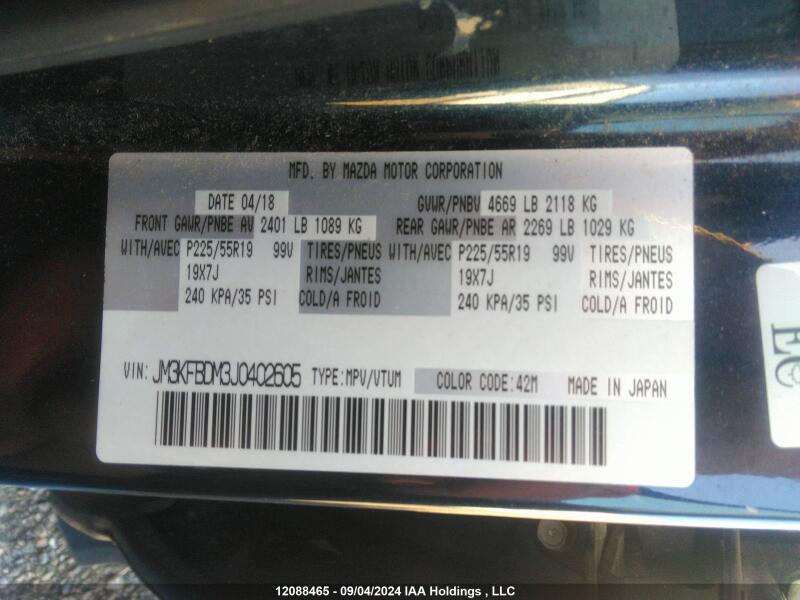 MFD. BY MAZDA MOTOR CORPORATION
DATE 04/18 GVWR/PNBV 4669 LB 2118 KG
FRONT GAWR/PNBE AV 2401 LB 1089 KG REAR GAWR/PNBE AR 2269 LB 1029 KG
WITH/AVEC P225/55R19 99V TIRES/PNEUS WITH/AVEC P225/55R19 99V TIRES/PNEUS
19X7J RIMS/JANTES 19X7J RIMS/JANTES
240 KPA/35 PSI COLD/A FROID 240 KPA/35 PSI COLD/A FROID
VIN: JM3KFBDM3J0402605 TYPE:MPV/VTUM COLOR CODE:42M MADE IN JAPAN
12088465 - 09/04/2024 IAA Holdings , LLC